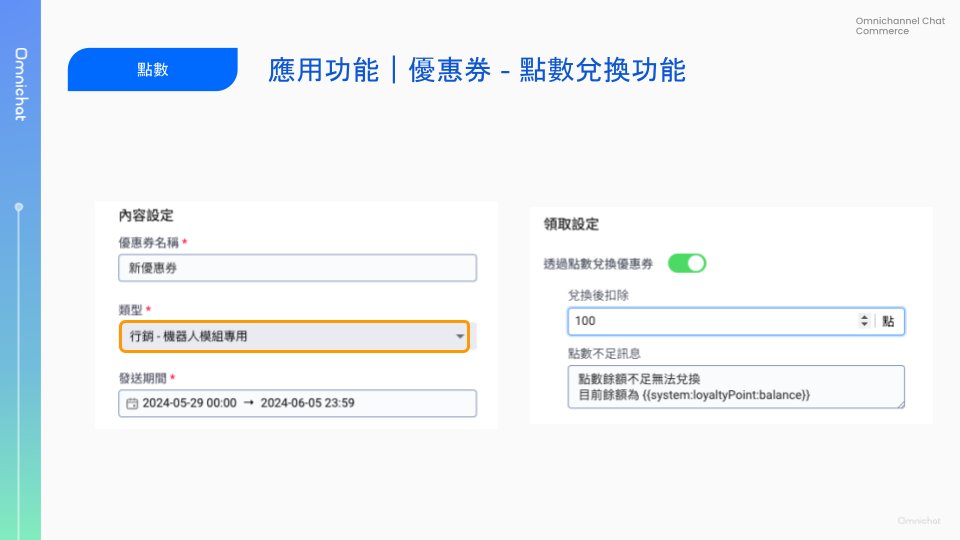 Omnichannel Chat
Commerce
Omnichat
點數
應用功能｜優惠券 - 點數兌換功能
內容設定
優惠券名稱 *
新優惠券
類型 *
行銷 - 機器人模組專用
發送期間 *
2024-05-29 00:00 → 2024-06-05 23:59
領取設定
透過點數兌換優惠券
兌換後扣除
100 點
點數不足訊息
點數餘額不足無法兌換
目前餘額為 {{system:loyaltyPoint:balance}}
Omnichat